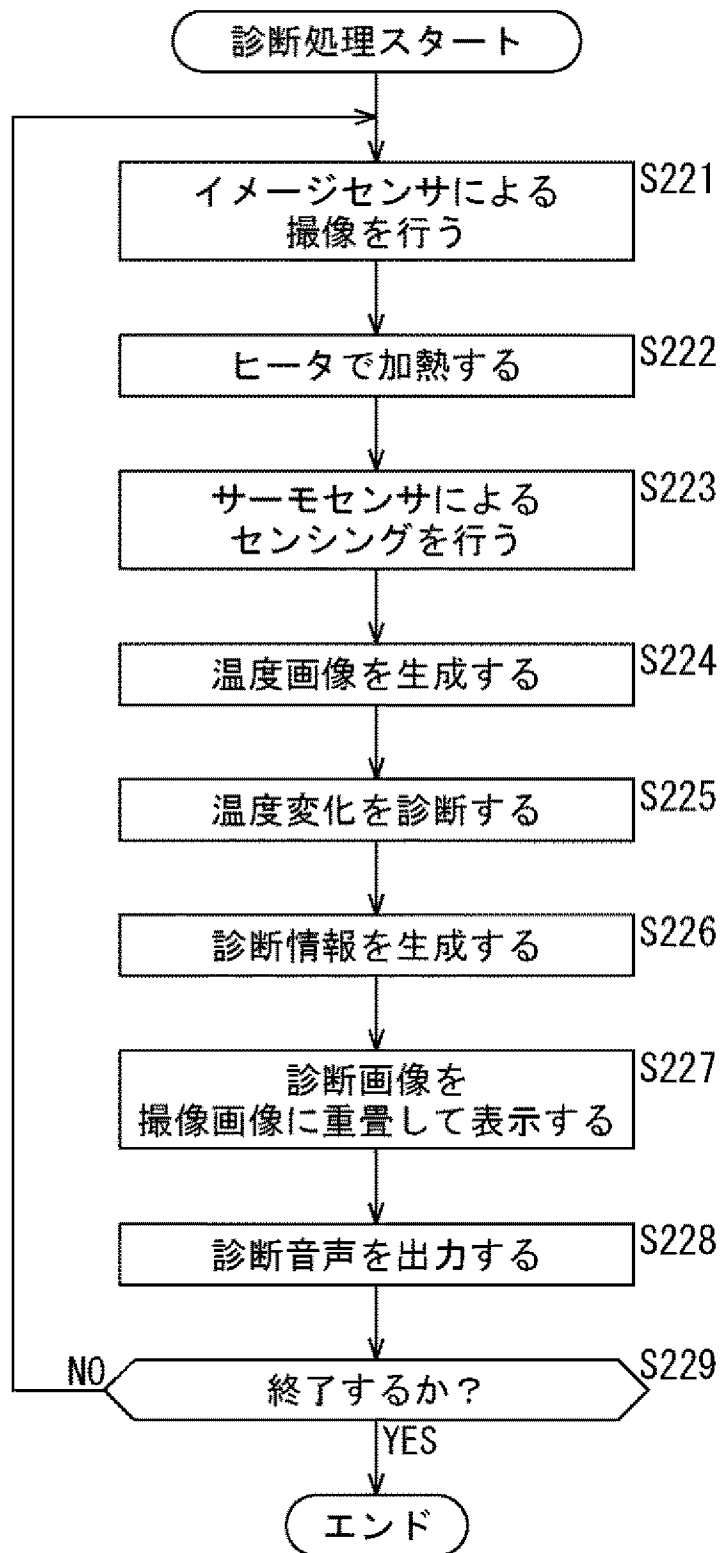 診断処理スタート
イメージセンサによる
撮像を行う
S221
ヒータで加熱する
S222
サーモセンサによる
センシングを行う
S223
温度画像を生成する
S224
温度変化を診断する
S225
診断情報を生成する
S226
診断画像を
撮像画像に重畳して表示する
S227
診断音声を出力する
S228
終了するか？
S229
NO
YES
エンド